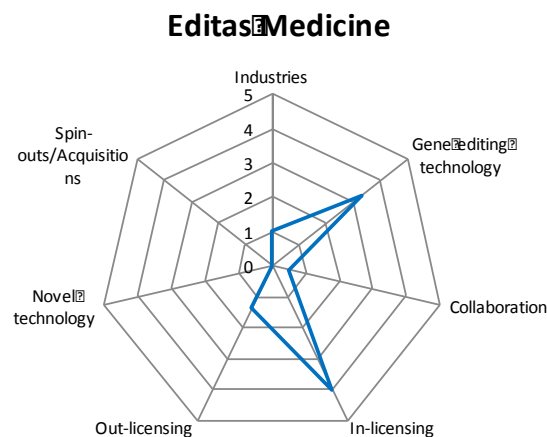 Editas Medicine
Industries
5
4
3
2
1
0
Gene editing
technology
Collaboration
In-licensing
Out-licensing
Novel
technology
Spin-
outs/Acquisitio
ns